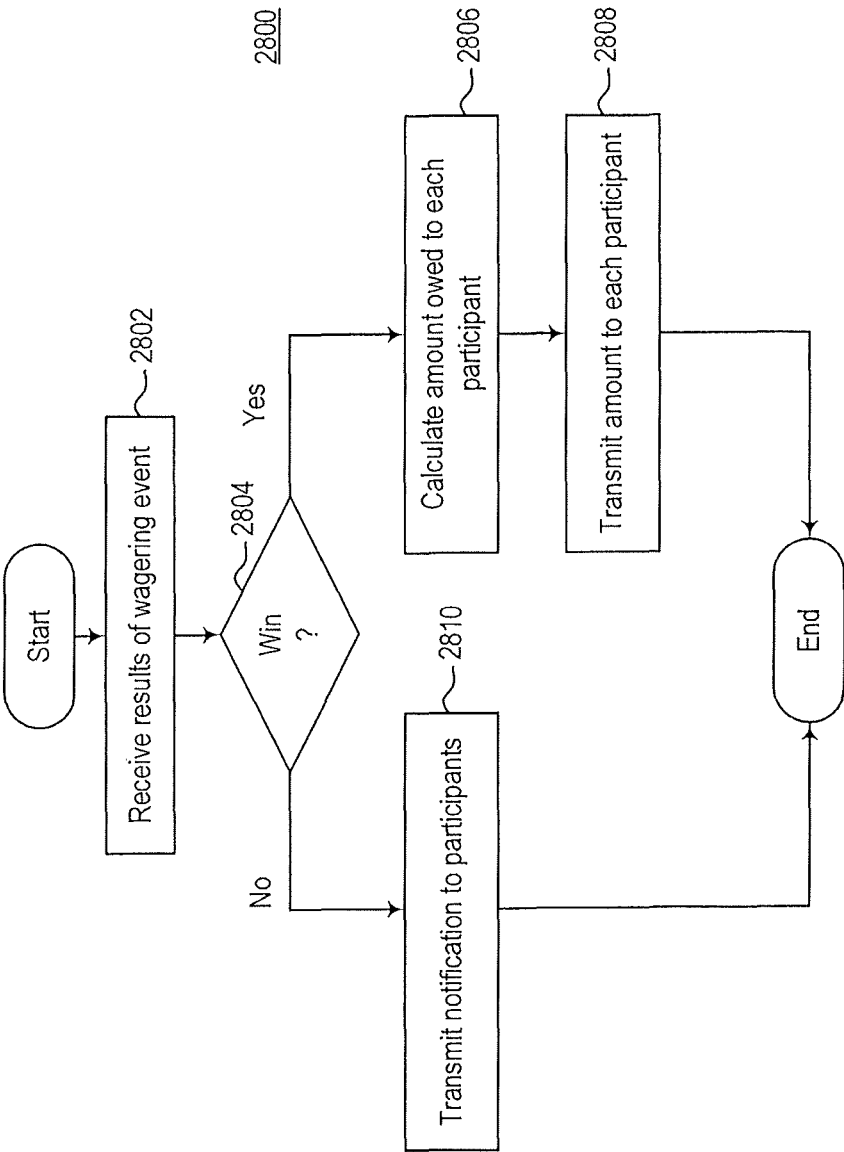 2800
Start
Receive results of wagering event
2802
Win
?
2804
No
Yes
Transmit notification to participants
2810
Calculate amount owed to each
participant
2806
Transmit amount to each participant
2808
End